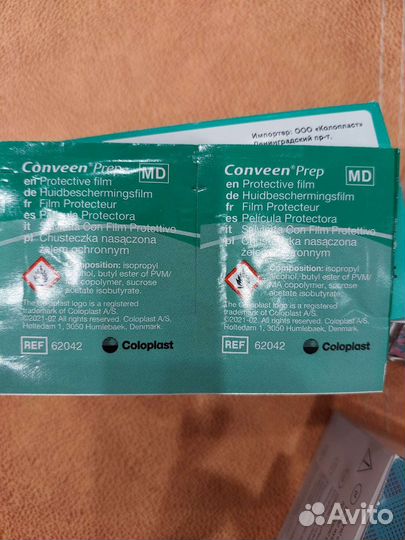 Импортер: ООО «Колопласт»
Ленинградский пр-т,
Conveen® Prep
MD
en Protective film
de Huidbeschermingsfilm
fr Film Protecteur
es Película Protectora
it Salvietta Con Film Protettivo
pl Chusteczka nasączona
żelem ochronnym
Composition: isopropyl
alcohol, butyl ester of PVM/
MA copolymer, sucrose
acetate isobutyrate.
The Coloplast logo is a registered
trademark of Coloplast A/S.
©2021-02 All rights reserved. Coloplast A/S,
Holtedam 1, 3050 Humlebaek, Denmark.
REF 62042
Coloplast
Conveen® Prep
MD
en Protective film
de Huidbeschermingsfilm
fr Film Protecteur
es Película Protectora
it Salvietta Con Film Protettivo
pl Chusteczka nasączona
żelem ochronnym
Composition: isopropyl
alcohol, butyl ester of PVM/
MA copolymer, sucrose
acetate isobutyrate.
The Coloplast logo is a registered
trademark of Coloplast A/S.
©2021-02 All rights reserved. Coloplast A/S,
Holtedam 1, 3050 Humlebaek, Denmark.
REF 62042
Coloplast
Avito